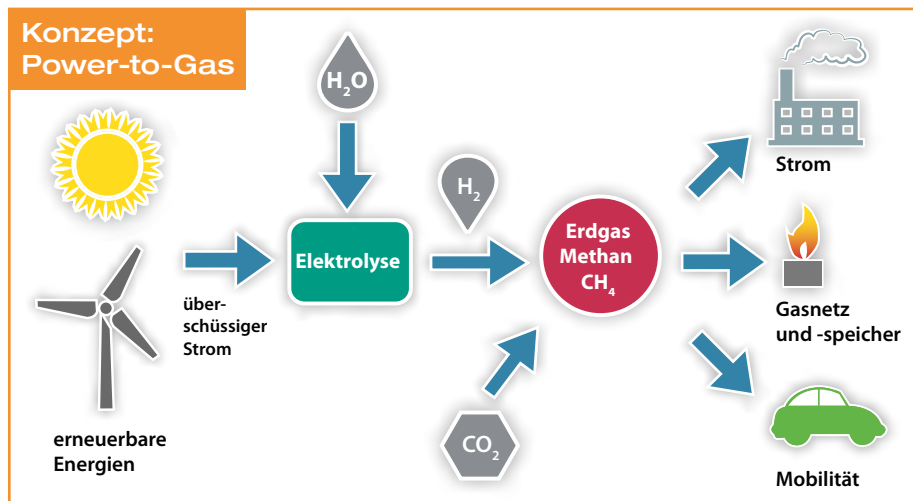 Konzept:
Power-to-Gas
H₂O
H₂
Elektrolyse
über-
schüssiger
Strom
erneuerbare
Energien
Erdgas
Methan
CH₄
CO₂
Strom
Gasnetz
und -speicher
Mobilität